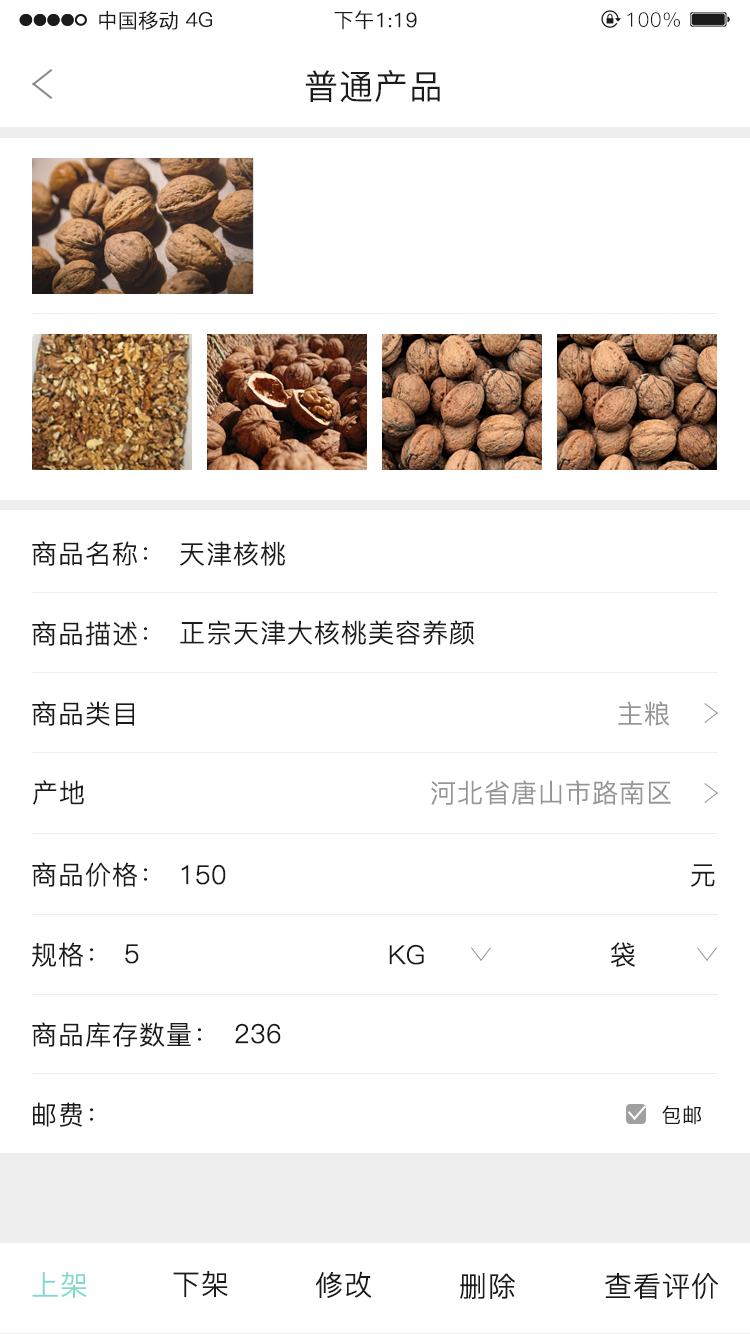 中国移动 4G 下午1:19 100%
普通产品
商品名称： 天津核桃
商品描述： 正宗天津大核桃美容养颜
商品类目 主粮
产地 河北省唐山市路南区
商品价格： 150 元
规格： 5 KG 袋
商品库存数量： 236
邮费： 包邮
上架 下架 修改 删除 查看评价